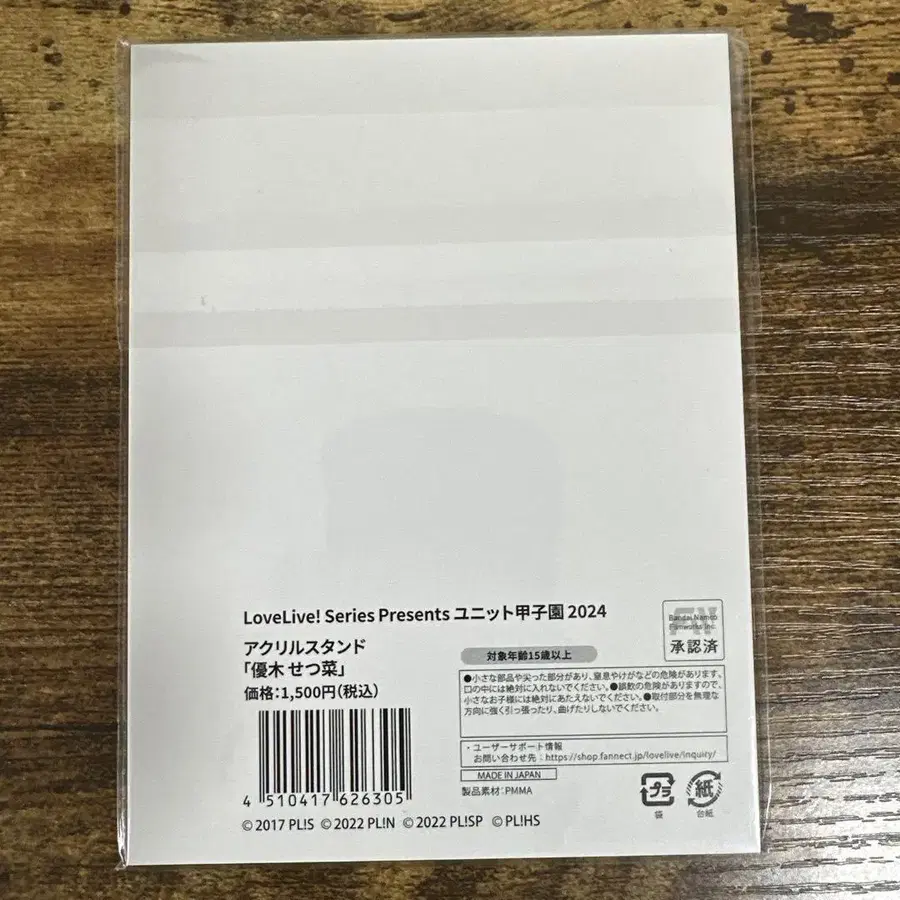 LoveLive! Series Presents ユニット甲子園 2024
アクリルスタンド
「優木 せつ菜」
価格：1,500円（税込）
4 510417 626305
©2017 PL!S ©2022 PL!N ©2022 PL!SP ©PL!HS
Bandai Namco
Filmworks Inc.
承認済
対象年齢15歳以上
●小さな部品や尖った部分があり、窒息やけがなどの危険があります。
口の中には絶対に入れないでください。●誤飲の危険がありますので、
小さなお子様には絶対にあたえないでください。●取付部分を無理な
方向に強く引っ張ったり、曲げたりしないでください。
・ユーザーサポート情報
お問い合わせ先：https://shop.fannect.jp/lovelive/inquiry/
MADE IN JAPAN
製品素材：PMMA
プラ
袋
紙
台紙